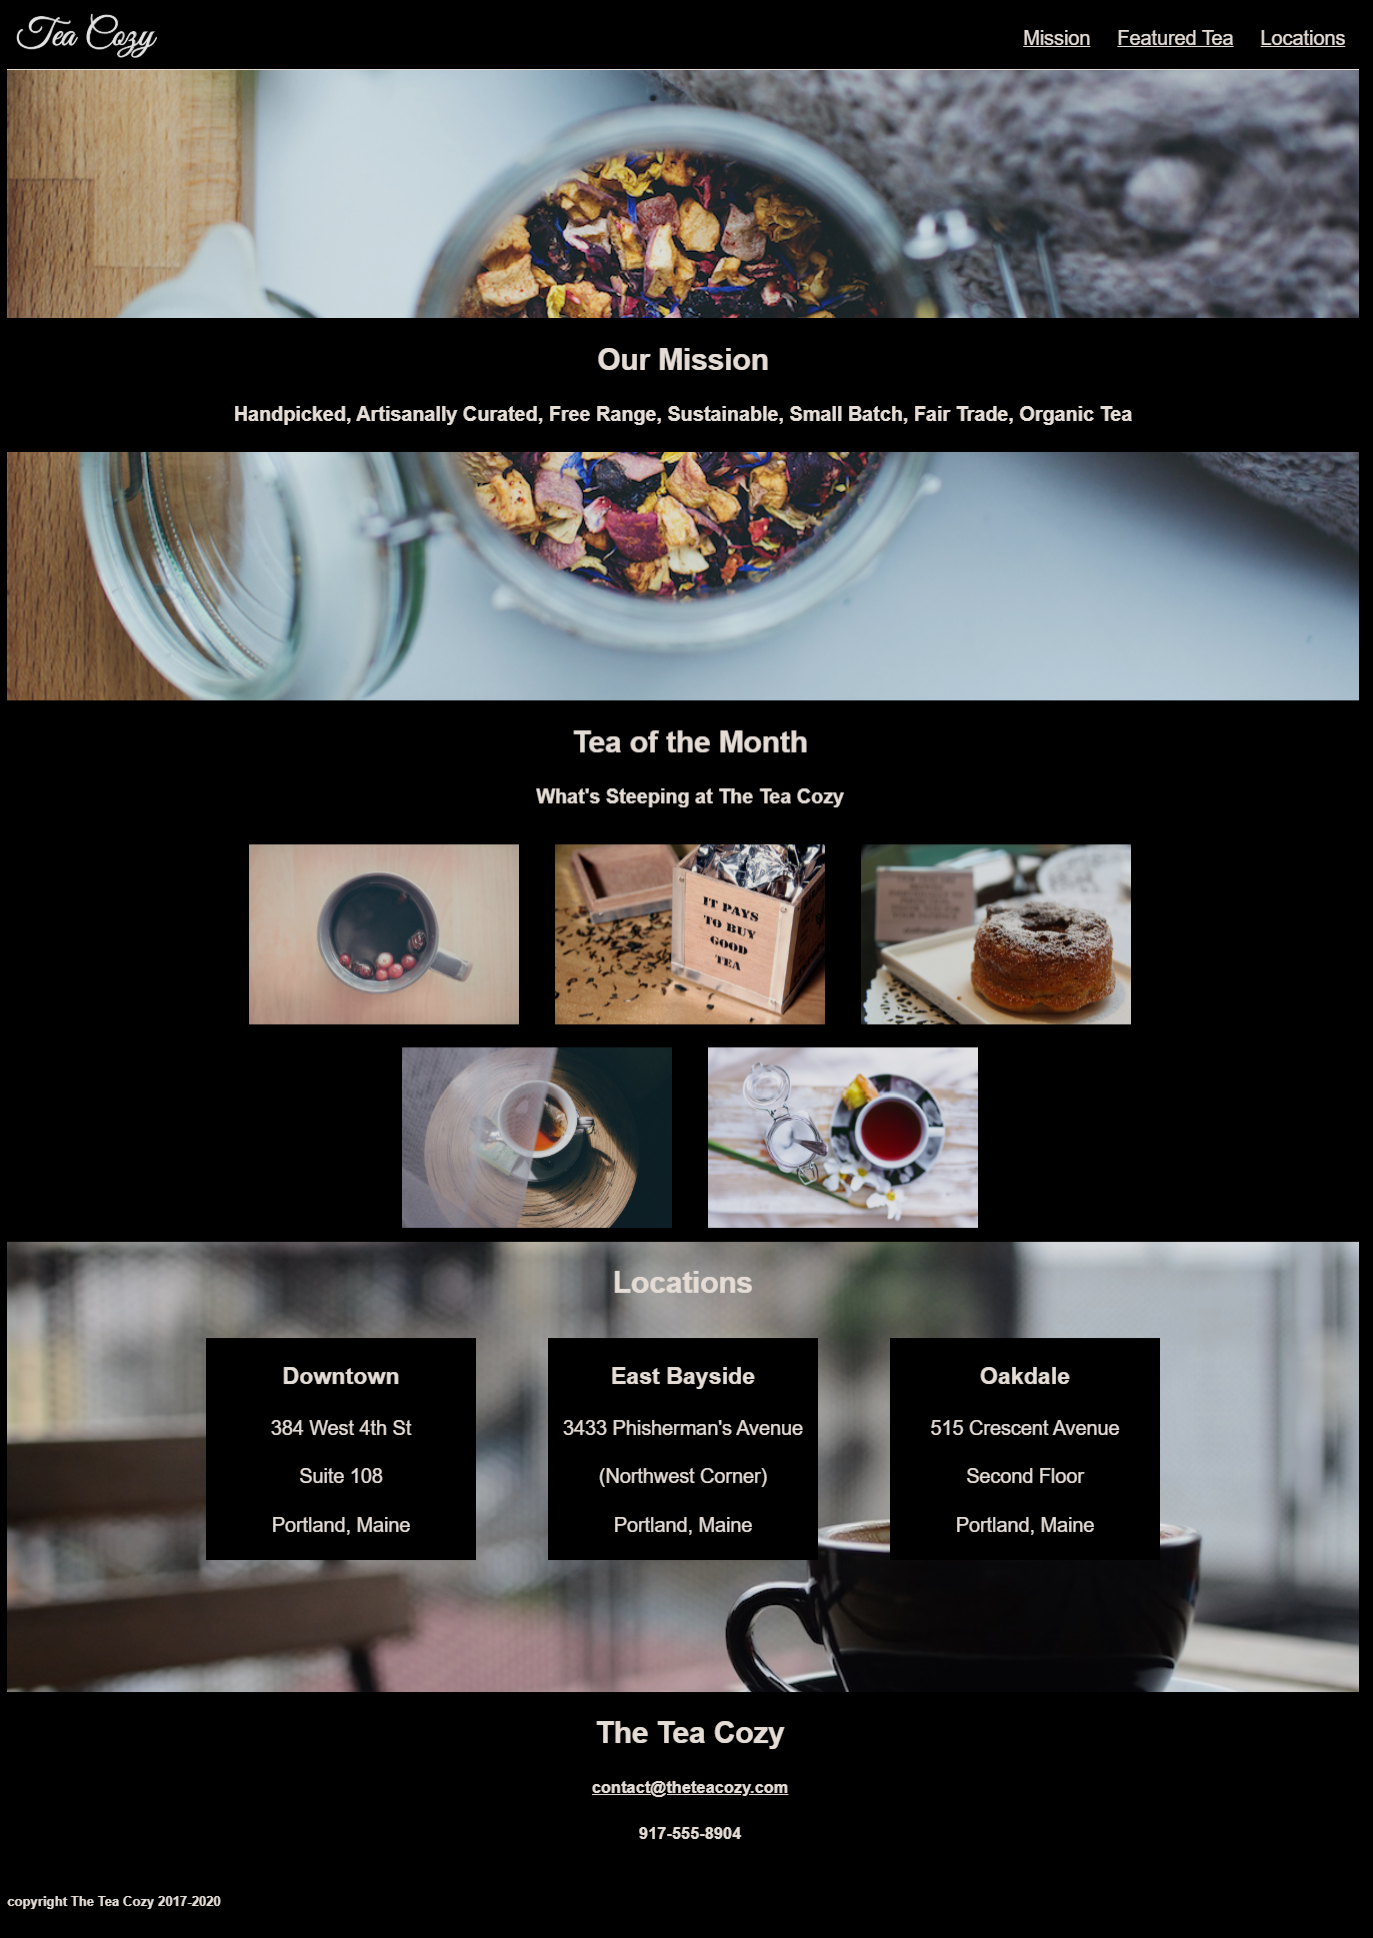 Tea Cozy
Mission Featured Tea Locations
Our Mission
Handpicked, Artisanally Curated, Free Range, Sustainable, Small Batch, Fair Trade, Organic Tea
Tea of the Month
What's Steeping at The Tea Cozy
IT PAYS
TO BUY
GOOD
TEA
Locations
Downtown
384 West 4th St
Suite 108
Portland, Maine
East Bayside
3433 Phisherman's Avenue
(Northwest Corner)
Portland, Maine
Oakdale
515 Crescent Avenue
Second Floor
Portland, Maine
The Tea Cozy
contact@theteacozy.com
917-555-8904
copyright The Tea Cozy 2017-2020